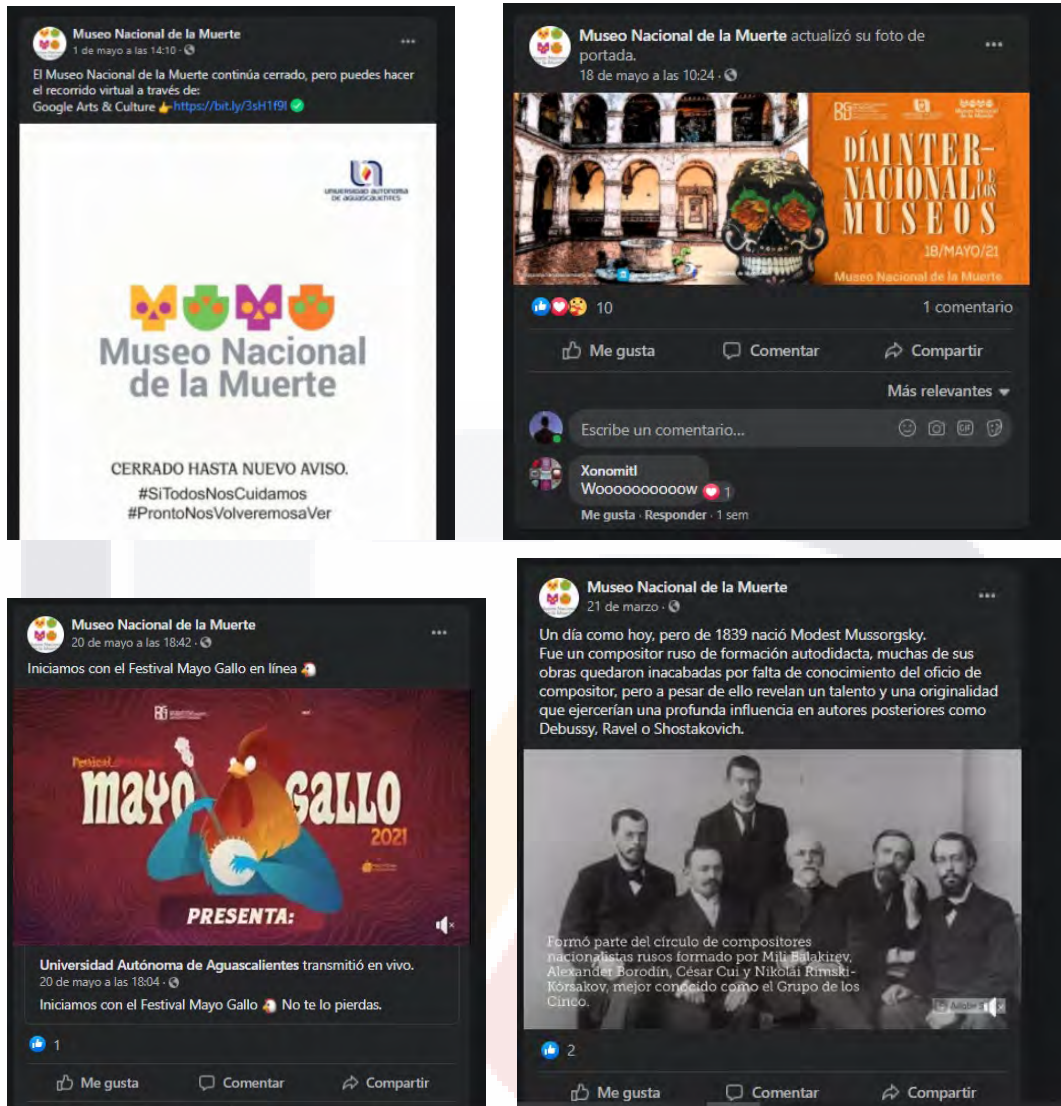 Museo Nacional de la Muerte
1 de mayo a las 14:10
El Museo Nacional de la Muerte continúa cerrado, pero puedes hacer
el recorrido virtual a través de:
Google Arts & Culture 👉https://bit.ly/3sH1f9l ✅
UNIVERSIDAD AUTONOMA
DE AGUASCALIENTES
Museo Nacional
de la Muerte
CERRADO HASTA NUEVO AVISO.
#SiTodosNosCuidamos
#ProntoNosVolveremosaVer
Museo Nacional de la Muerte actualizó su foto de
portada.
18 de mayo a las 10:24
DÍA INTER-
NACIONAL DE
LOS
MUSEOS
18/MAYO/21
Museo Nacional de la Muerte
10
1 comentario
Me gusta
Comentar
Compartir
Más relevantes
Escribe un comentario...
GIF
Xonomitl
Woooooooooow
1
Me gusta · Responder · 1 sem
Museo Nacional de la Muerte
20 de mayo a las 18:42
Iniciamos con el Festival Mayo Gallo en línea 🐔
Festival
mayo GALLO
2021
PRESENTA:
Universidad Autónoma de Aguascalientes transmitió en vivo.
20 de mayo a las 18:04
Iniciamos con el Festival Mayo Gallo 🐔 No te lo pierdas.
1
Me gusta
Comentar
Compartir
Museo Nacional de la Muerte
21 de marzo
Un día como hoy, pero de 1839 nació Modest Mussorgsky.
Fue un compositor ruso de formación autodidacta, muchas de sus
obras quedaron inacabadas por falta de conocimiento del oficio de
compositor, pero a pesar de ello revelan un talento y una originalidad
que ejercerían una profunda influencia en autores posteriores como
Debussy, Ravel o Shostakovich.
Formó parte del círculo de compositores
nacionalistas rusos formado por Mili Balakirev,
Alexander Borodín, César Cui y Nikolái Rimski-
Kórsakov, mejor conocido como el Grupo de los
Cinco.
Adobe
2
Me gusta
Comentar
Compartir